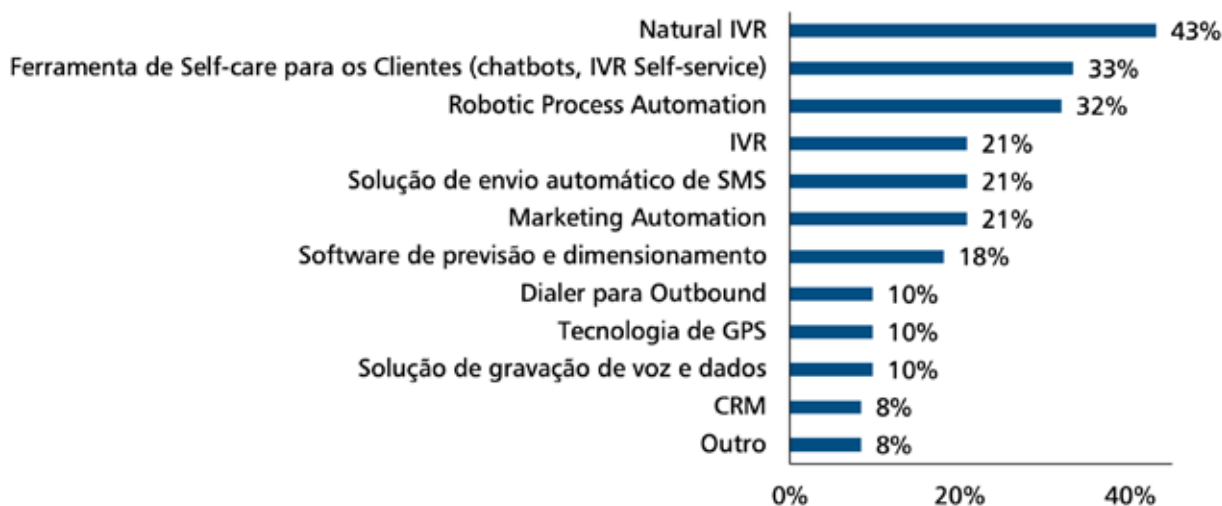 Natural IVR 43%
Ferramenta de Self-care para os Clientes (chatbots, IVR Self-service) 33%
Robotic Process Automation 32%
IVR 21%
Solução de envio automático de SMS 21%
Marketing Automation 21%
Software de previsão e dimensionamento 18%
Dialer para Outbound 10%
Tecnologia de GPS 10%
Solução de gravação de voz e dados 10%
CRM 8%
Outro 8%
0% 20% 40%